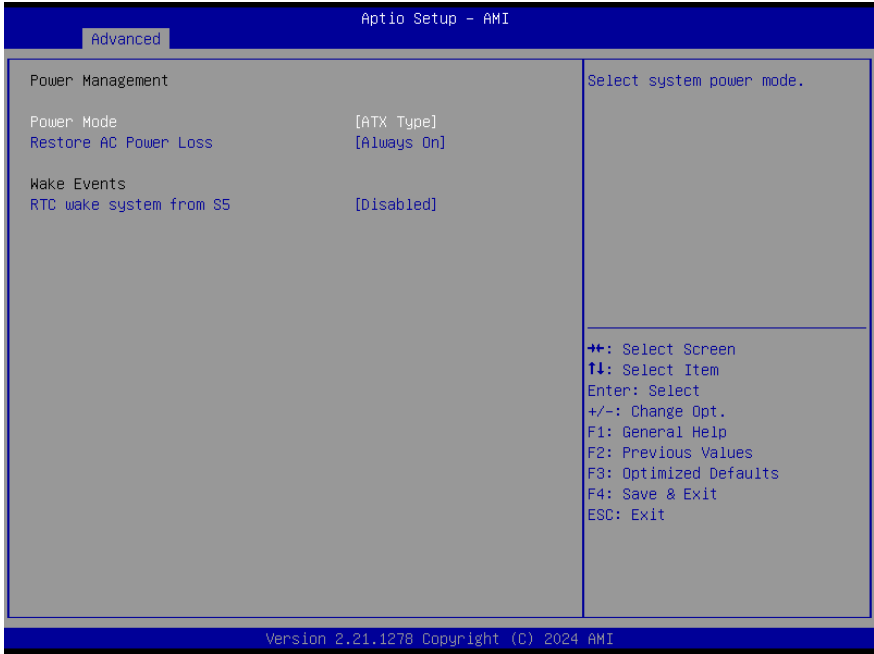 Aptio Setup - AMI
Advanced
Power Management
Power Mode [ATX Type]
Restore AC Power Loss [Always On]
Wake Events
RTC wake system from S5 [Disabled]
Select system power mode.
→←: Select Screen
↑↓: Select Item
Enter: Select
+/-: Change Opt.
F1: General Help
F2: Previous Values
F3: Optimized Defaults
F4: Save & Exit
ESC: Exit
Version 2.21.1278 Copyright (C) 2024 AMI